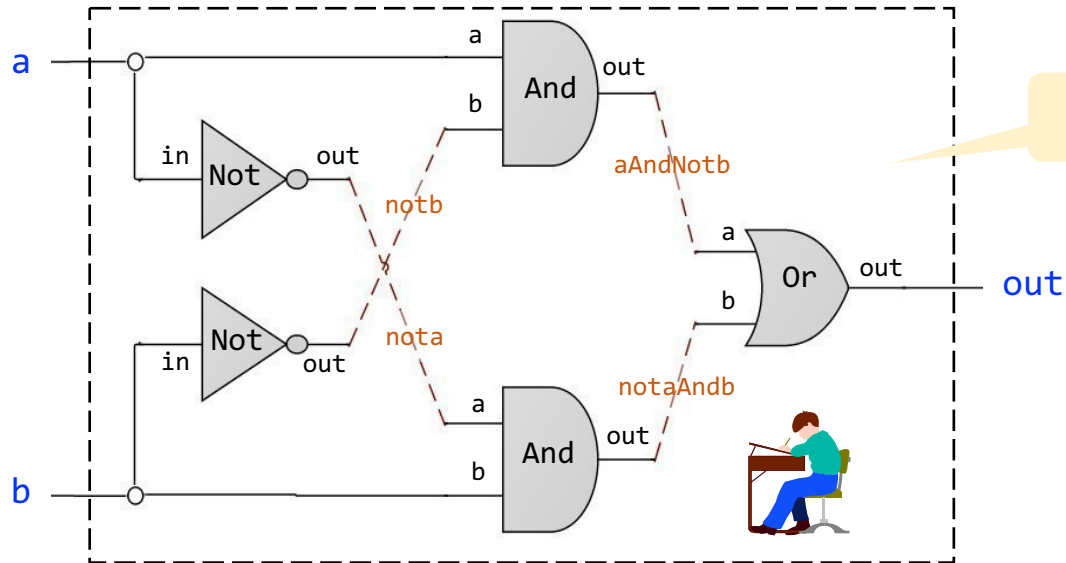 a
a
And
out
b
in
Not
out
aAndNotb
notb
a
Or
out
out
b
Not
in
out
nota
notaAndb
a
And
out
b
b